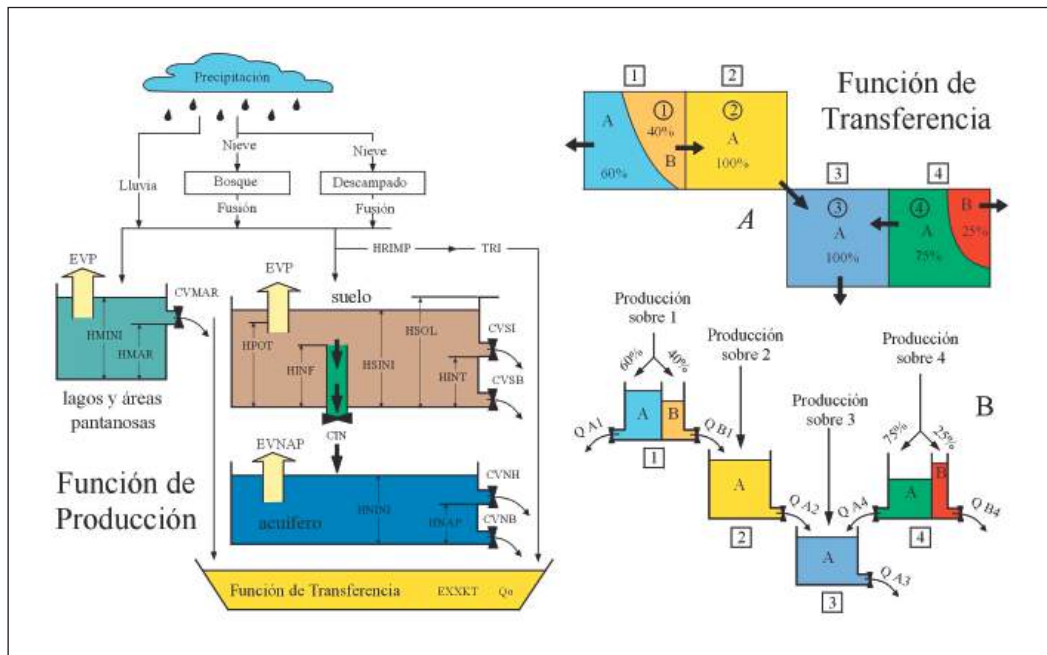 Precipitación
Nieve
Nieve
Lluvia
Bosque
Descampado
Fusión
Fusión
HRIMP
TRI
EVP
CVMAR
HMINI
HMAR
lagos y áreas
pantanosas
EVP
suelo
HPOT
HINF
HSINI
HSOL
HINT
CVSI
CVSB
CIN
EVNAP
acuífero
HNINI
HNAP
CVNH
CVNB
Función de
Producción
Función de Transferencia
EXXKT
Qo
Función de
Transferencia
1
2
A
1
40%
B
60%
2
A
100%
3
4
3
A
100%
4
A
75%
B
25%
A
Producción
sobre 1
60%
40%
A
B
Q A1
Q B1
1
Producción
sobre 2
A
Q A2
2
Producción
sobre 3
A
Q A3
3
Producción
sobre 4
75%
25%
A
B
Q A4
Q B4
4
B